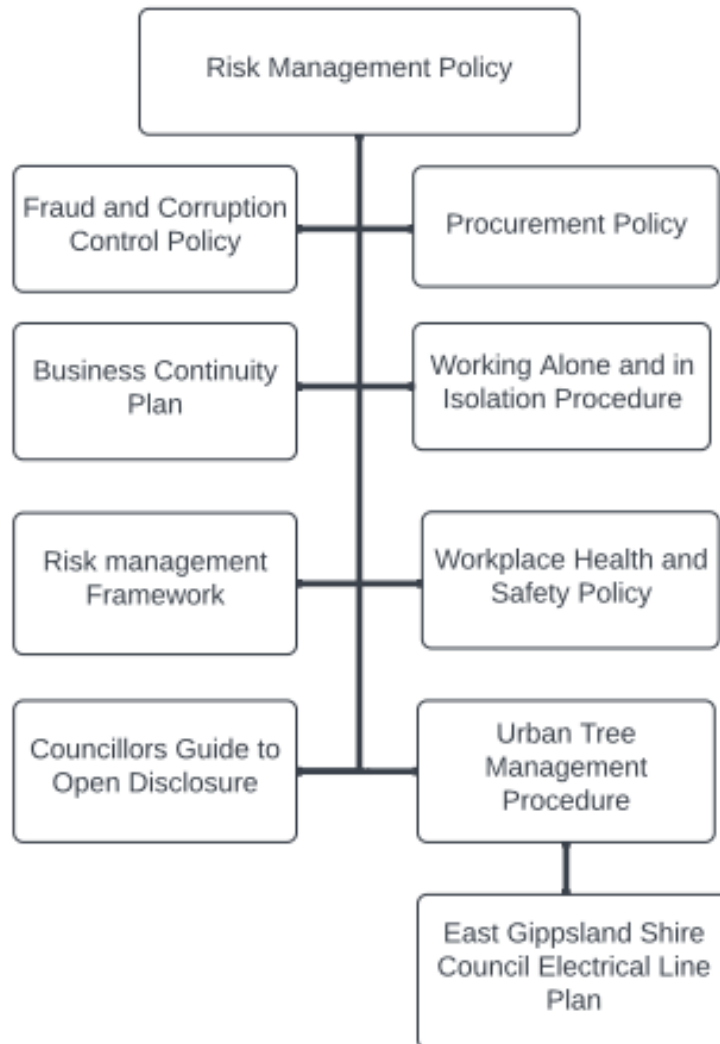 Risk Management Policy
Fraud and Corruption
Control Policy
Procurement Policy
Business Continuity
Plan
Working Alone and in
Isolation Procedure
Risk management
Framework
Workplace Health and
Safety Policy
Councillors Guide to
Open Disclosure
Urban Tree
Management
Procedure
East Gippsland Shire
Council Electrical Line
Plan